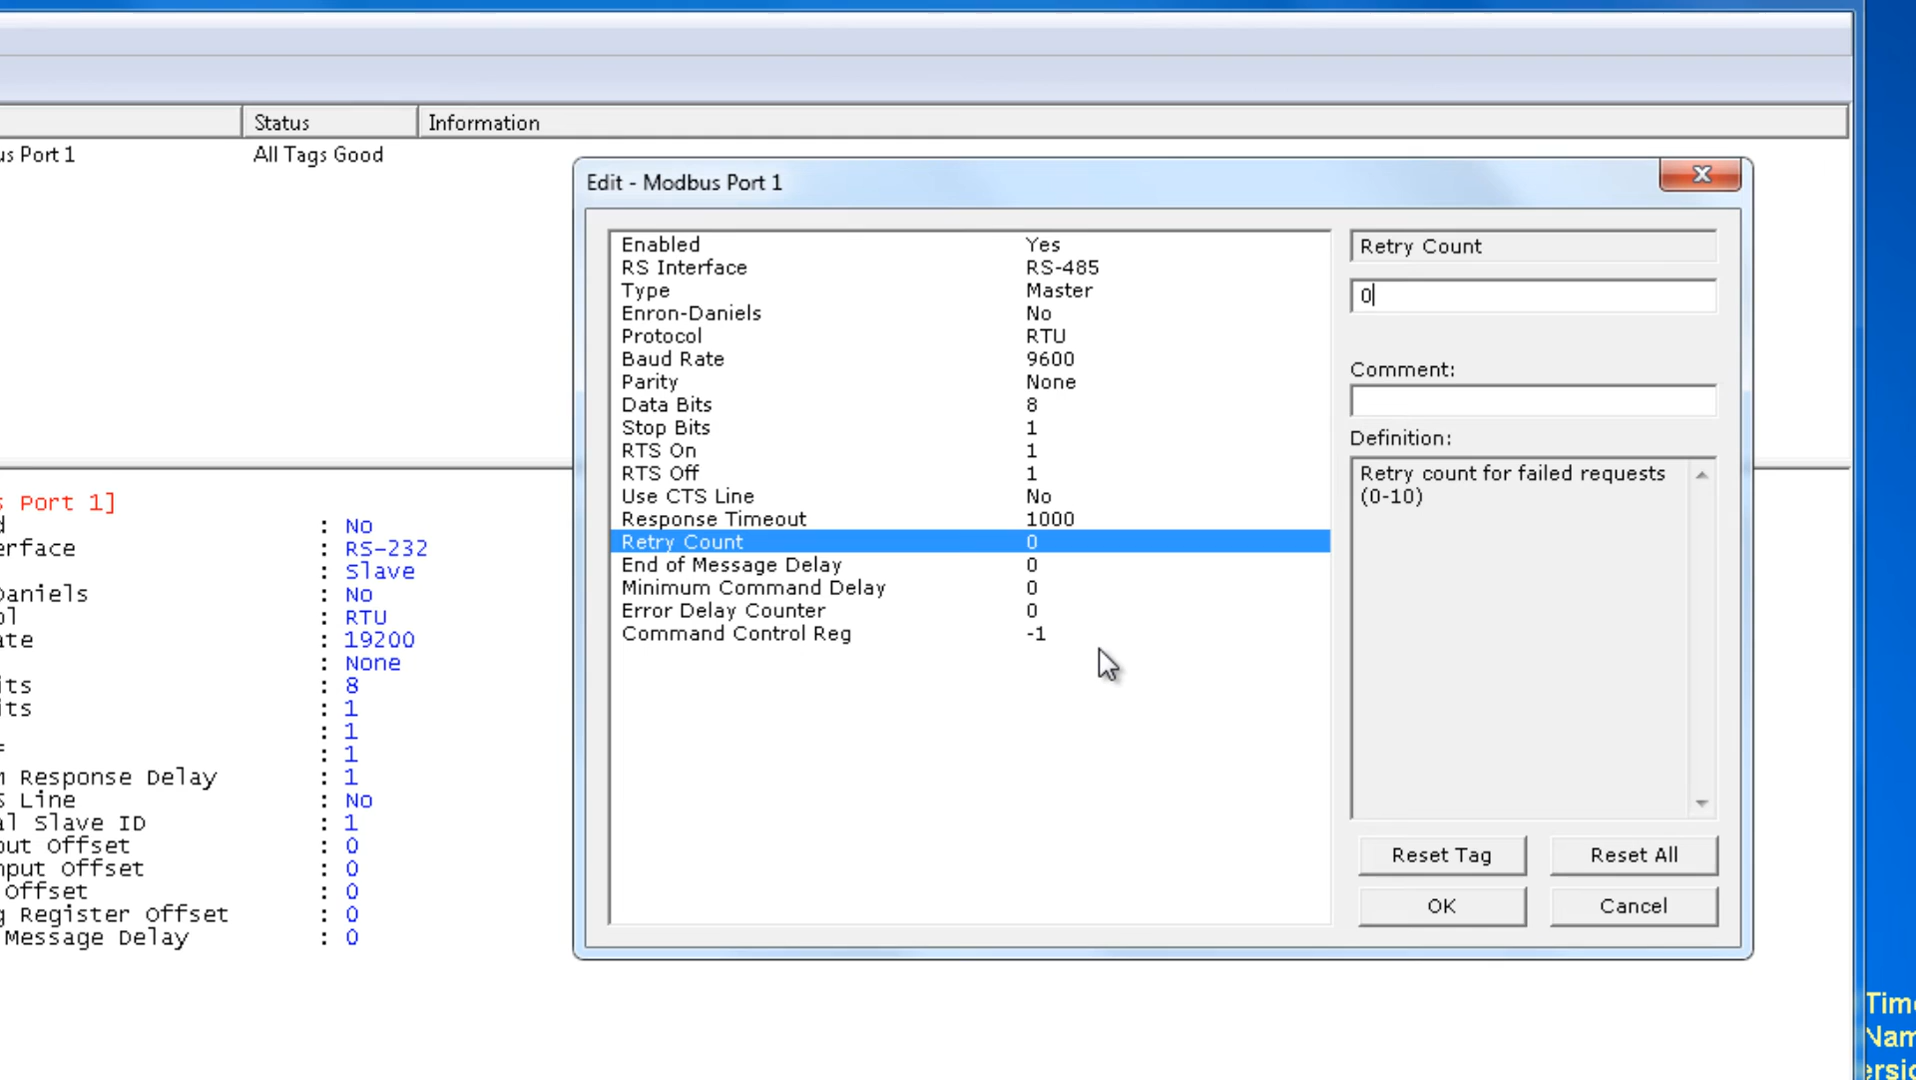 Status Information
us Port 1 All Tags Good
Edit - Modbus Port 1
Enabled Yes
RS Interface RS-485
Type Master
Enron-Daniels No
Protocol RTU
Baud Rate 9600
Parity None
Data Bits 8
Stop Bits 1
RTS On 1
RTS Off 1
Use CTS Line No
Response Timeout 1000
Retry Count 0
End of Message Delay 0
Minimum Command Delay 0
Error Delay Counter 0
Command Control Reg -1
Retry Count
0
Comment:
Definition:
Retry count for failed requests
(0-10)
Reset Tag Reset All
OK Cancel
s Port 1]
d : No
erface : RS-232
: Slave
Daniels : No
ol : RTU
ate : 19200
: None
its : 8
its : 1
: 1
F : 1
m Response Delay : 1
S Line : No
al Slave ID : 1
put Offset : 0
nput Offset : 0
Offset : 0
g Register Offset : 0
Message Delay : 0
Time
Nam
ersio